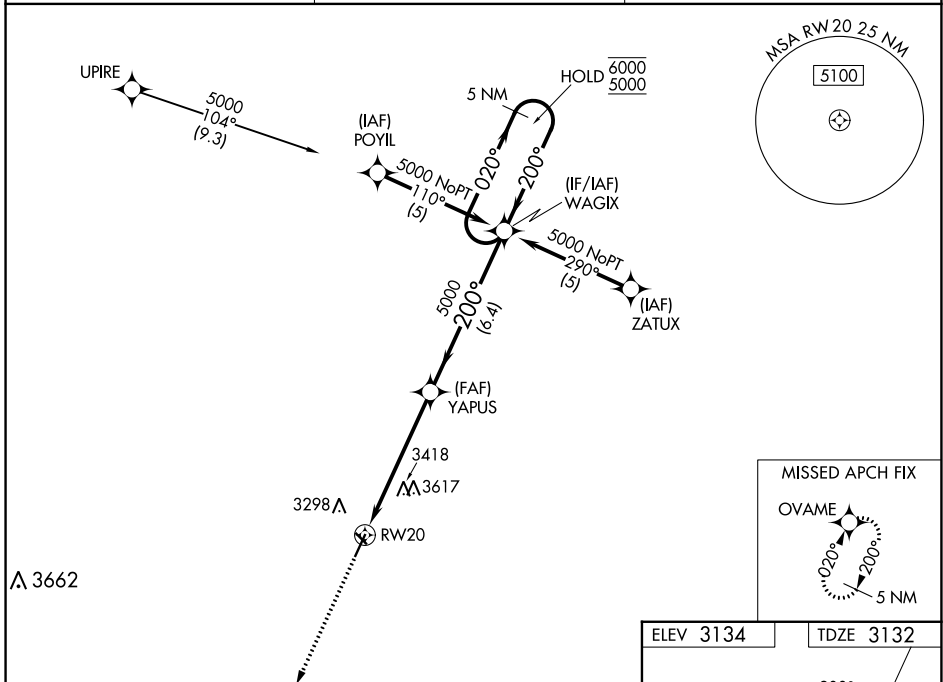 MSA RW20 25 NM
5100
UPIRE
5000
104°
(9.3)
HOLD 6000
5000
5 NM
(IAF)
POYIL
020°
200°
5000 NoPT
110°
(5)
(IF/IAF)
WAGIX
5000 NoPT
290°
(5)
(IAF)
ZATUX
5000
200°
(6.4)
(FAF)
YAPUS
3418
3617
3298
RW20
3662
MISSED APCH FIX
OVAME
020°
200°
5 NM
ELEV 3134
TDZE 3132